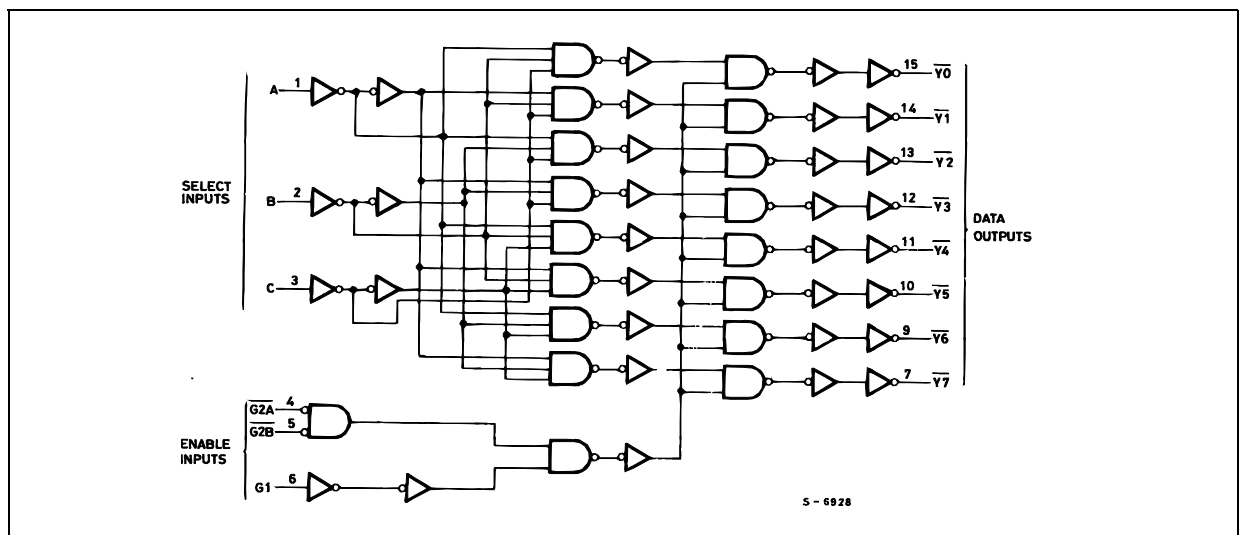 SELECT
INPUTS
A 1
B 2
C 3
ENABLE
INPUTS
G2A 4
G2B 5
G1 6
15 Y0
14 Y1
13 Y2
12 Y3
11 Y4
10 Y5
9 Y6
7 Y7
DATA
OUTPUTS
S - 6928